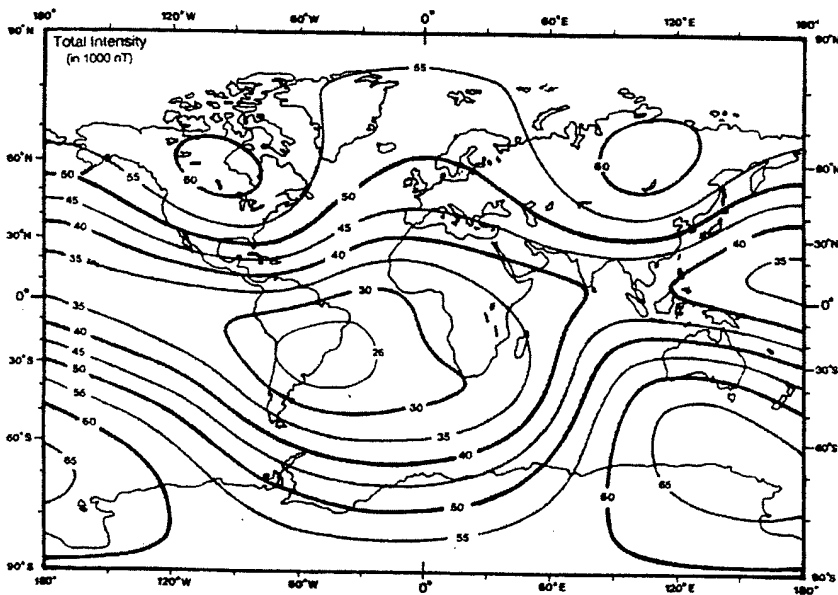 180° 120°W 60°W 0° 60°E 120°E 180°
90°N 90°N
Total Intensity
(in 1000 nT)
55
60°N 60°N
60 60
50 55 50 55
45 45
40 40 40
30°N 30°N
35 35
0° 0°
35 30
40 26
45
30°S 30°S
50
55 30
60 35
40
60°S 60°S
65 65
50 60
55
90°S 90°S
180° 120°W 60°W 0° 60°E 120°E 180°